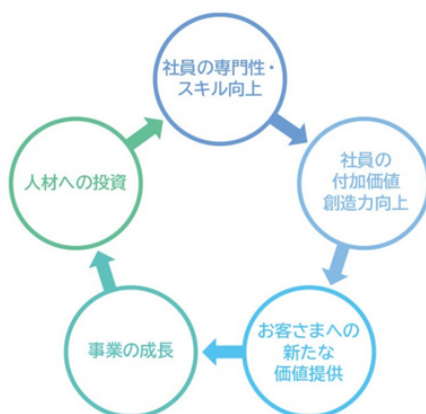 社員の専門性・
スキル向上
社員の
付加価値
創造力向上
お客さまへの
新たな
価値提供
事業の成長
人材への投資